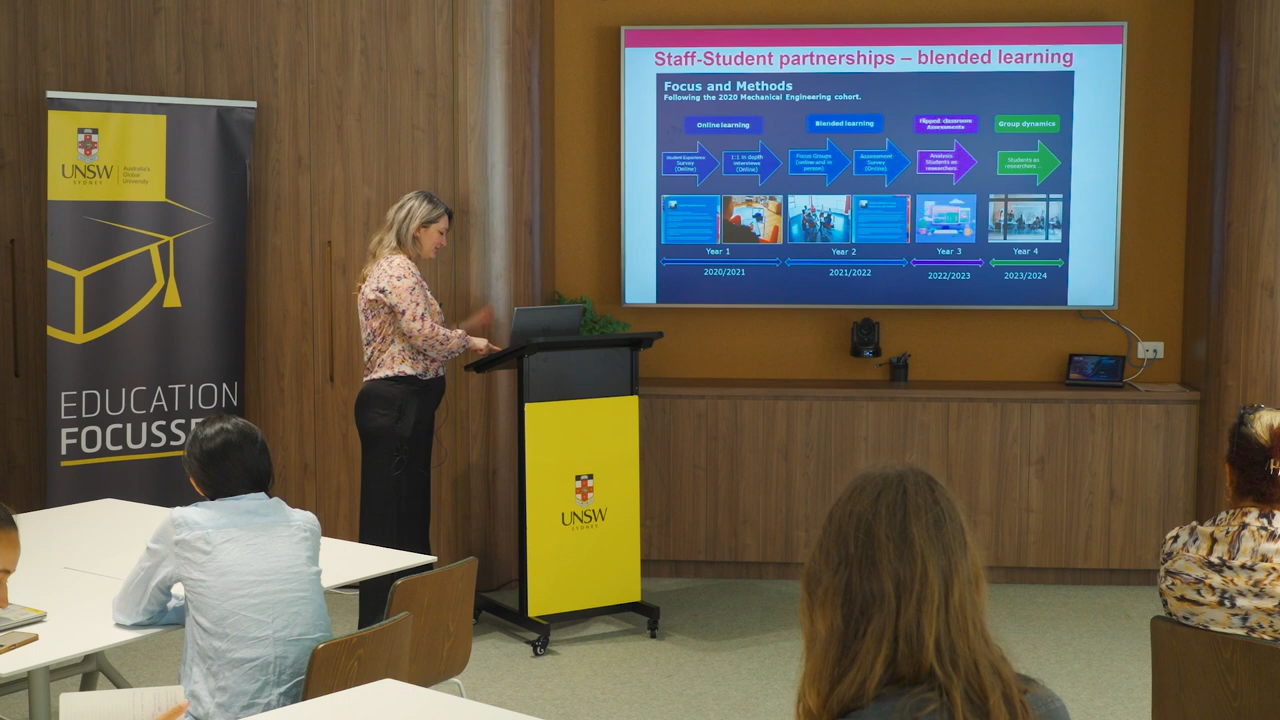 UNSW
SYDNEY
Australia's
Global
University
EDUCATION
FOCUSSE
Staff-Student partnerships – blended learning
Focus and Methods
Following the 2020 Mechanical Engineering cohort.
Online learning
Blended learning
Flipped classroom
Assessments
Group dynamics
Student Experience
Survey
(Online)
1:1 in depth
interviews
(Online)
Focus Groups
(online and in
person)
Assessment
Survey
(Online)
Analysis:
Students as
researchers
Students as
researchers ...
Year 1
Year 2
Year 3
Year 4
2020/2021
2021/2022
2022/2023
2023/2024
UNSW
SYDNEY